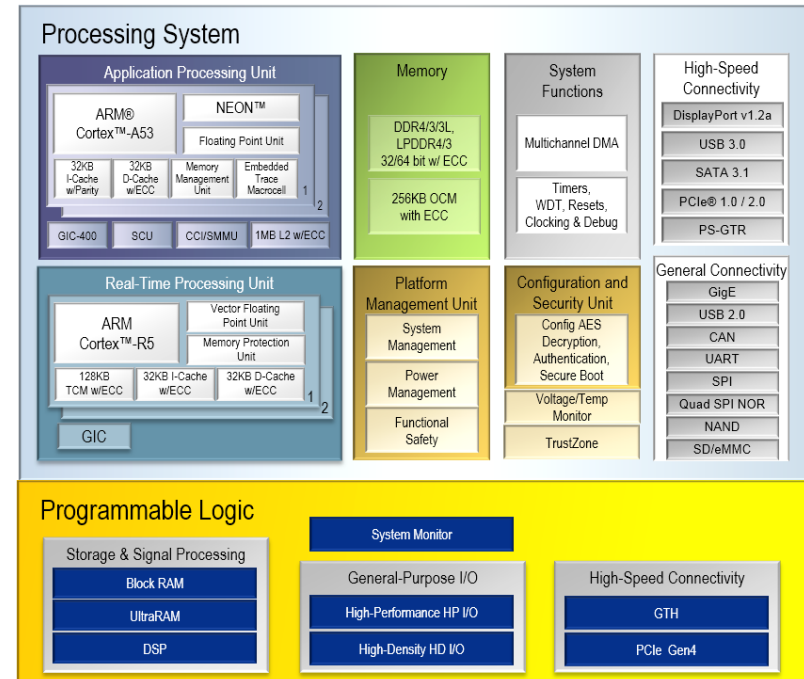 Processing System
Application Processing Unit
ARM®
Cortex™-A53
NEON™
Floating Point Unit
32KB
I-Cache
w/Parity
32KB
D-Cache
w/ECC
Memory
Management
Unit
Embedded
Trace
Macrocell
1
2
GIC-400
SCU
CCI/SMMU
1MB L2 w/ECC
Memory
DDR4/3/3L,
LPDDR4/3
32/64 bit w/ ECC
256KB OCM
with ECC
System
Functions
Multichannel DMA
Timers,
WDT, Resets,
Clocking & Debug
High-Speed
Connectivity
DisplayPort v1.2a
USB 3.0
SATA 3.1
PCIe® 1.0 / 2.0
PS-GTR
Real-Time Processing Unit
ARM
Cortex™-R5
Vector Floating
Point Unit
Memory Protection
Unit
128KB
TCM w/ECC
32KB I-Cache
w/ECC
32KB D-Cache
w/ECC
1
2
GIC
Platform
Management Unit
System
Management
Power
Management
Functional
Safety
Configuration and
Security Unit
Config AES
Decryption,
Authentication,
Secure Boot
Voltage/Temp
Monitor
TrustZone
General Connectivity
GigE
USB 2.0
CAN
UART
SPI
Quad SPI NOR
NAND
SD/eMMC
Programmable Logic
Storage & Signal Processing
Block RAM
UltraRAM
DSP
System Monitor
General-Purpose I/O
High-Performance HP I/O
High-Density HD I/O
High-Speed Connectivity
GTH
PCIe Gen4